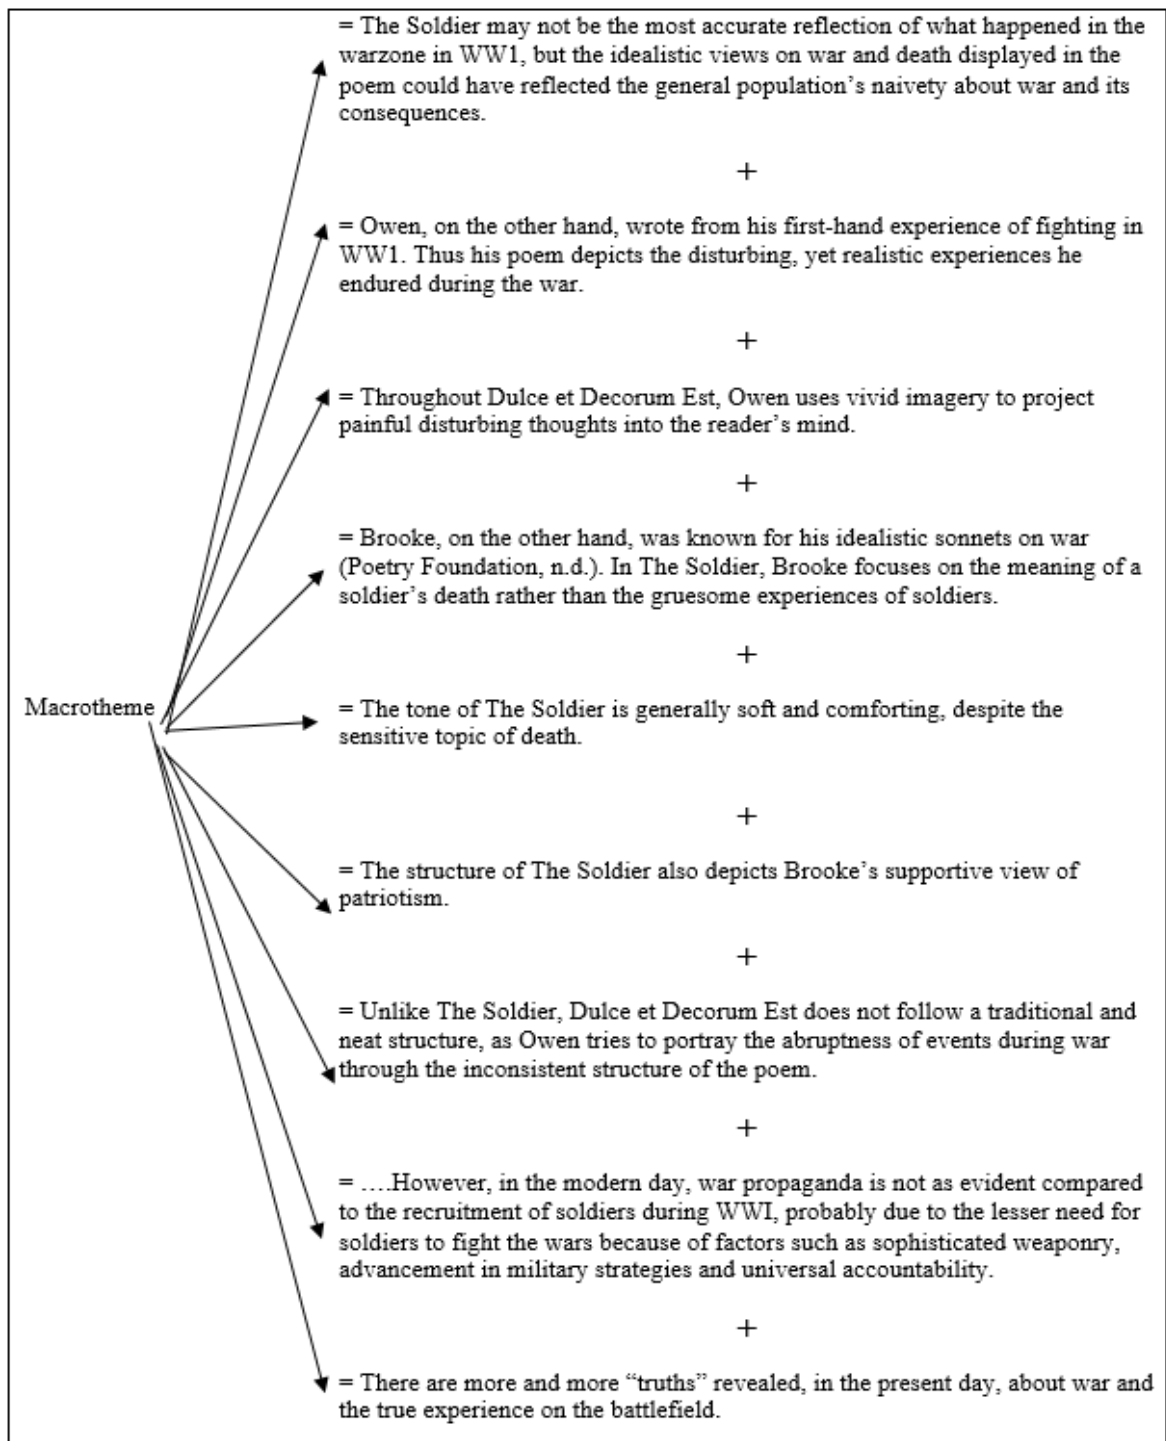 = The Soldier may not be the most accurate reflection of what happened in the
warzone in WW1, but the idealistic views on war and death displayed in the
poem could have reflected the general population's naivety about war and its
consequences.
+
= Owen, on the other hand, wrote from his first-hand experience of fighting in
WW1. Thus his poem depicts the disturbing, yet realistic experiences he
endured during the war.
+
= Throughout Dulce et Decorum Est, Owen uses vivid imagery to project
painful disturbing thoughts into the reader's mind.
+
= Brooke, on the other hand, was known for his idealistic sonnets on war
(Poetry Foundation, n.d.). In The Soldier, Brooke focuses on the meaning of a
soldier's death rather than the gruesome experiences of soldiers.
+
Macrotheme
= The tone of The Soldier is generally soft and comforting, despite the
sensitive topic of death.
+
= The structure of The Soldier also depicts Brooke's supportive view of
patriotism.
+
= Unlike The Soldier, Dulce et Decorum Est does not follow a traditional and
neat structure, as Owen tries to portray the abruptness of events during war
through the inconsistent structure of the poem.
+
= ….However, in the modern day, war propaganda is not as evident compared
to the recruitment of soldiers during WWI, probably due to the lesser need for
soldiers to fight the wars because of factors such as sophisticated weaponry,
advancement in military strategies and universal accountability.
+
= There are more and more “truths” revealed, in the present day, about war and
the true experience on the battlefield.